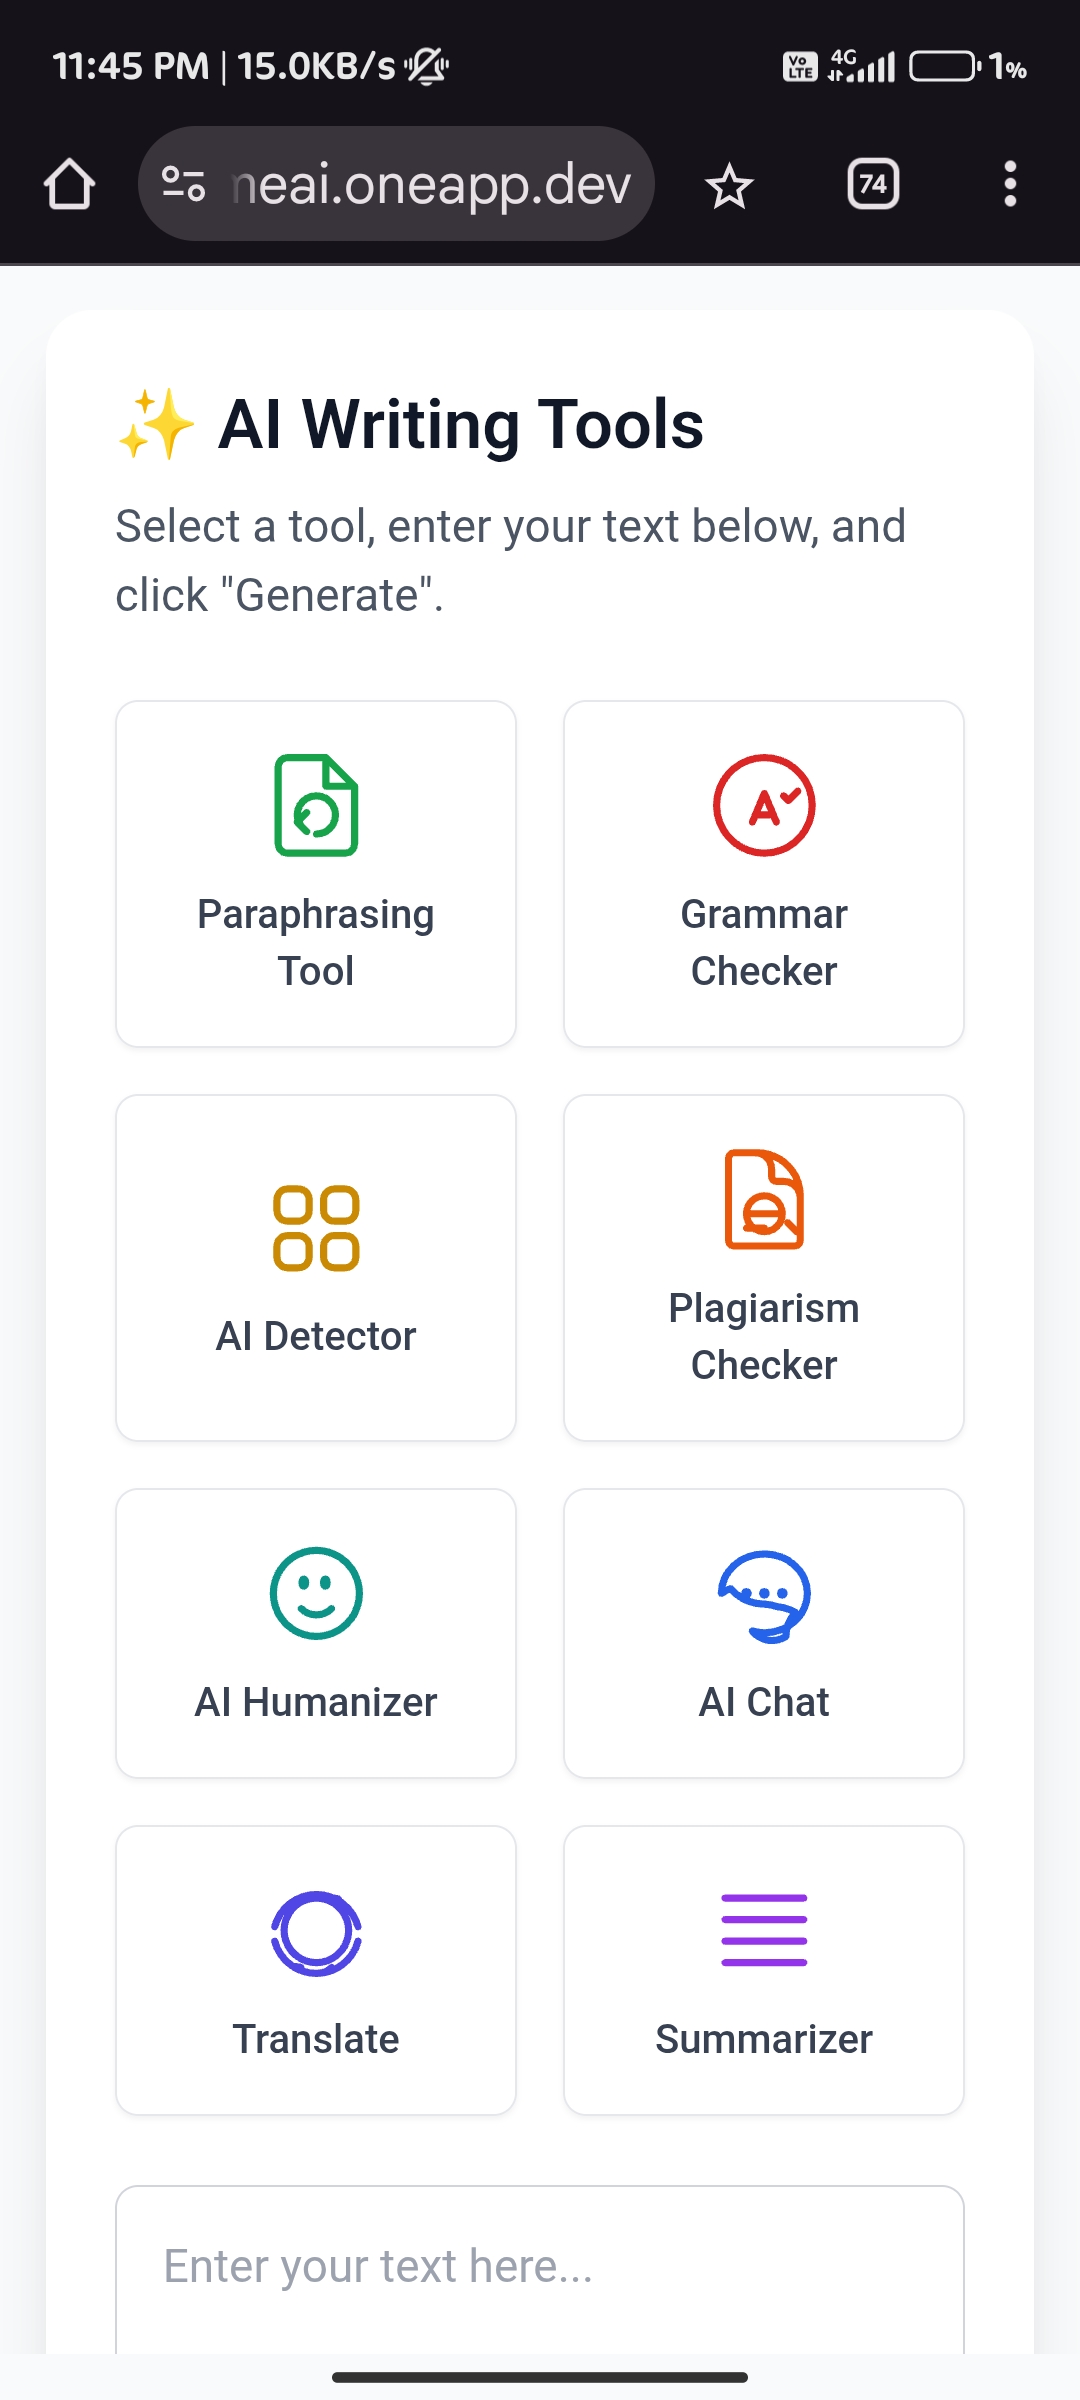 11:45 PM | 15.0KB/s Vo LTE 4G 1%
neai.oneapp.dev 74
✨ AI Writing Tools
Select a tool, enter your text below, and
click "Generate".
Paraphrasing
Tool
Grammar
Checker
AI Detector
Plagiarism
Checker
AI Humanizer
AI Chat
Translate
Summarizer
Enter your text here...